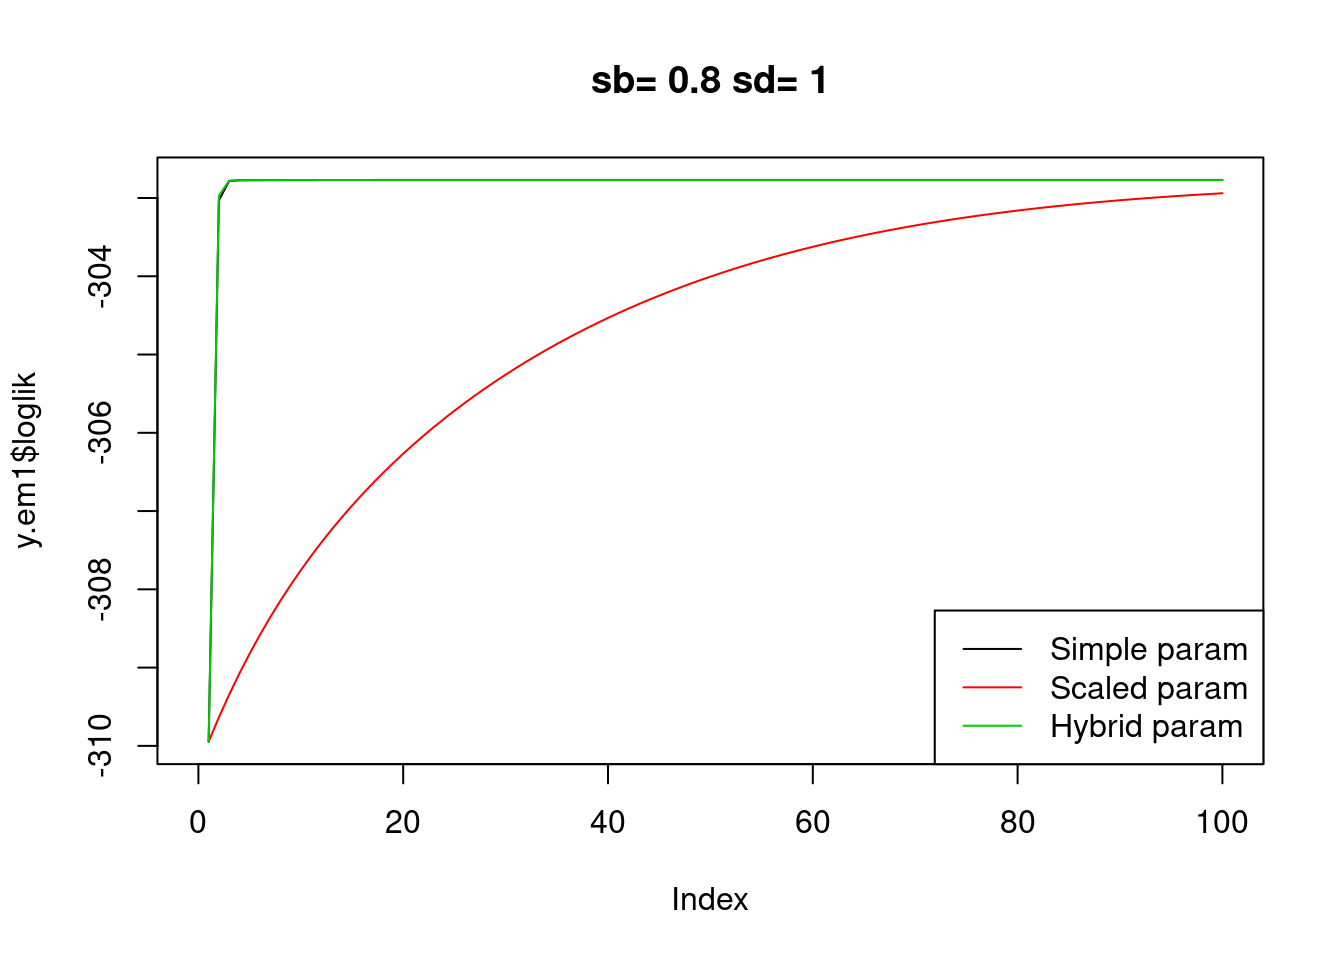 sb= 0.8 sd= 1
y.em1$loglik
-304
-306
-308
-310
0 20 40 60 80 100
Index
Simple param
Scaled param
Hybrid param